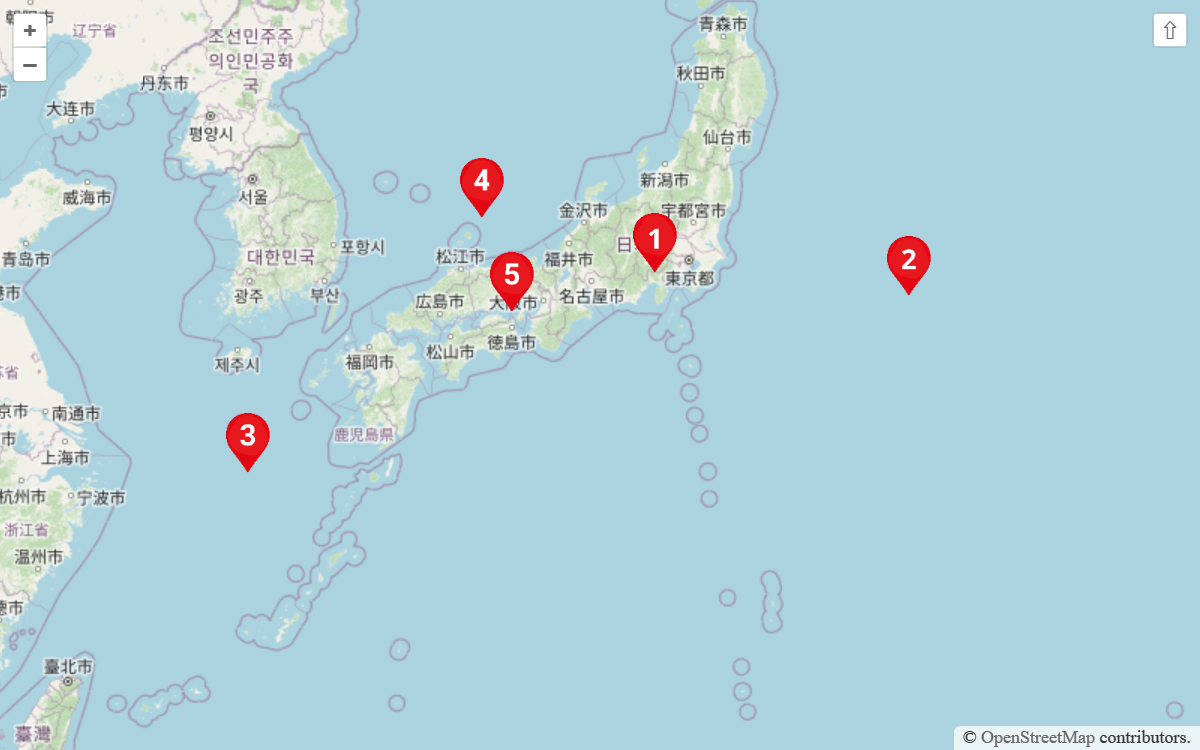 辽宁省
조선민주주
의인민공화
국
青森市
秋田市
丹东市
大连市
평양시
仙台市
4
新潟市
서울
威海市
金沢市
宇都宮市
1
포항시
대한민국
松江市
福井市
2
青岛市
5
東京都
광주
부산
広島市
名古屋市
徳島市
松山市
제주시
福岡市
南通市
3
鹿児島県
上海市
杭州市
宁波市
浙江省
温州市
臺北市
臺灣
+
−
⇧
© OpenStreetMap contributors.